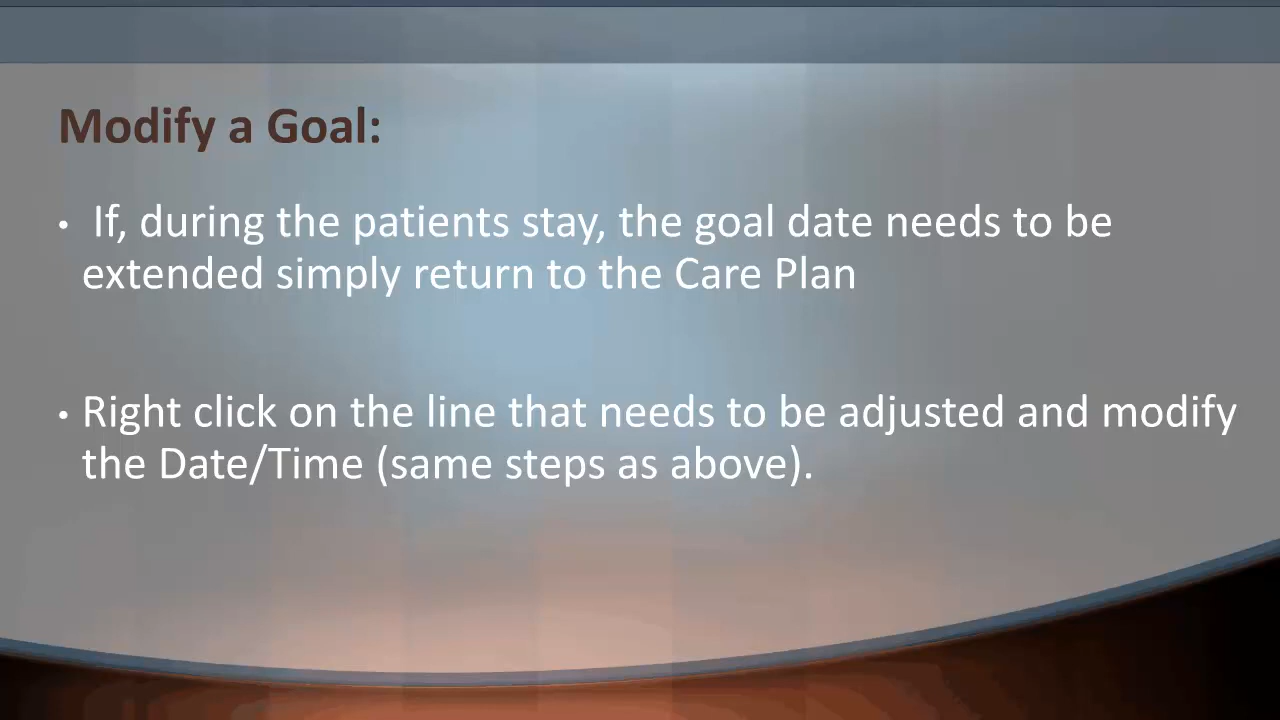 Modify a Goal:
• If, during the patients stay, the goal date needs to be
extended simply return to the Care Plan
• Right click on the line that needs to be adjusted and modify
the Date/Time (same steps as above).